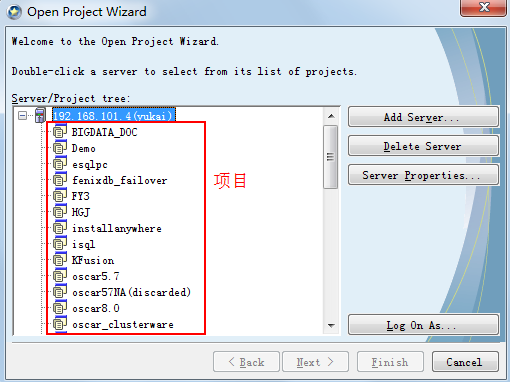 Open Project Wizard
Welcome to the Open Project Wizard.
Double-click a server to select from its list of projects.
Server/Project tree:
192.168.101.4(yukai)
BIGDATA_DOC
Demo
esqlpc
fenixdb_failover
FY3
HGJ
installanywhere
isql
KFusion
oscar5.7
oscar57NA(discarded)
oscar8.0
oscar_clusterware
项目
Add Server...
Delete Server
Server Properties...
Log On As...
< Back
Next >
Finish
Cancel